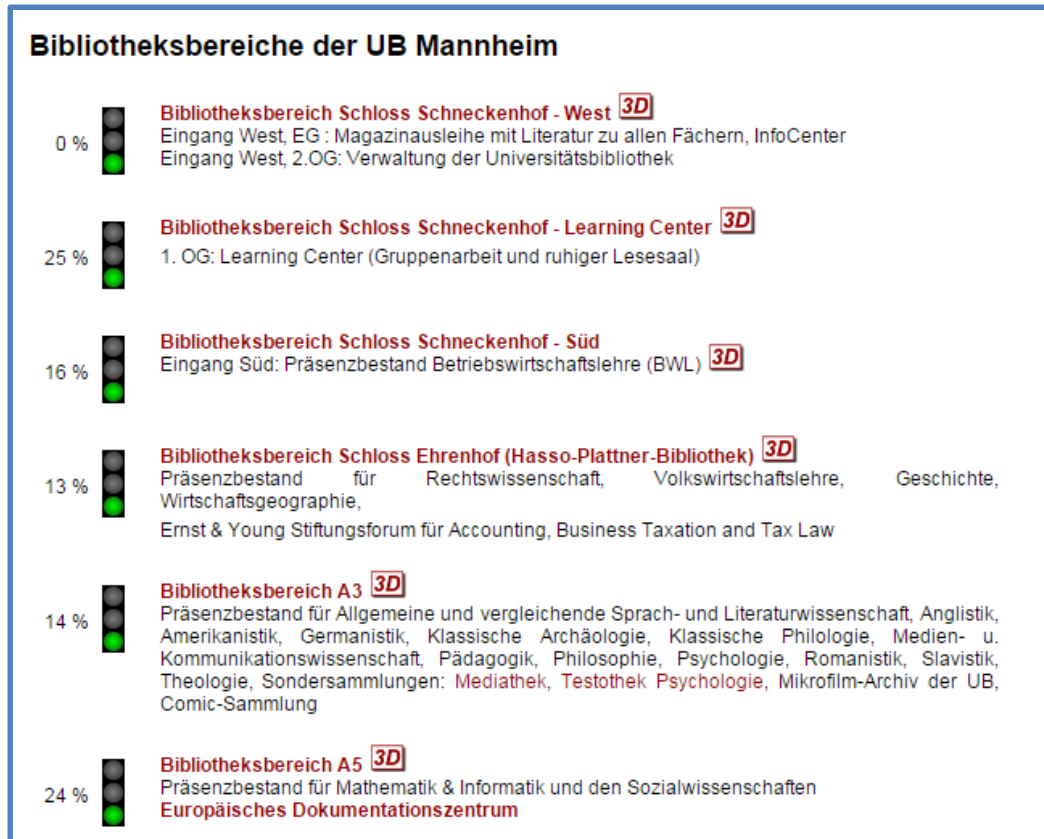 Bibliotheksbereiche der UB Mannheim
0 %
Bibliotheksbereich Schloss Schneckenhof - West 3D
Eingang West, EG : Magazinausleihe mit Literatur zu allen Fächern, InfoCenter
Eingang West, 2.OG: Verwaltung der Universitätsbibliothek
25 %
Bibliotheksbereich Schloss Schneckenhof - Learning Center 3D
1. OG: Learning Center (Gruppenarbeit und ruhiger Lesesaal)
16 %
Bibliotheksbereich Schloss Schneckenhof - Süd
Eingang Süd: Präsenzbestand Betriebswirtschaftslehre (BWL) 3D
13 %
Bibliotheksbereich Schloss Ehrenhof (Hasso-Plattner-Bibliothek) 3D
Präsenzbestand für Rechtswissenschaft, Volkswirtschaftslehre, Geschichte,
Wirtschaftsgeographie,
Ernst & Young Stiftungsforum für Accounting, Business Taxation and Tax Law
14 %
Bibliotheksbereich A3 3D
Präsenzbestand für Allgemeine und vergleichende Sprach- und Literaturwissenschaft, Anglistik,
Amerikanistik, Germanistik, Klassische Archäologie, Klassische Philologie, Medien- u.
Kommunikationswissenschaft, Pädagogik, Philosophie, Psychologie, Romanistik, Slavistik,
Theologie, Sondersammlungen: Mediathek, Testothek Psychologie, Mikrofilm-Archiv der UB,
Comic-Sammlung
24 %
Bibliotheksbereich A5 3D
Präsenzbestand für Mathematik & Informatik und den Sozialwissenschaften
Europäisches Dokumentationszentrum